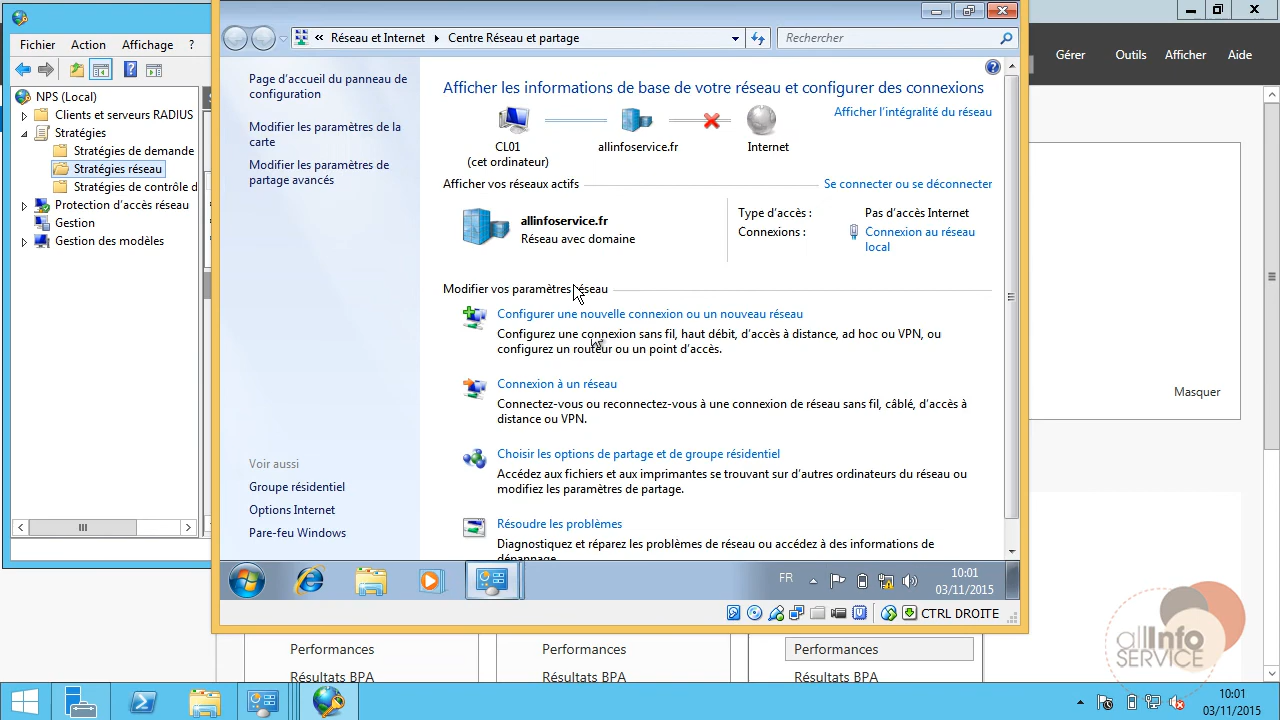 Fichier Action Affichage ?
NPS (Local)
Clients et serveurs RADIUS
Stratégies
Stratégies de demande
Stratégies réseau
Stratégies de contrôle d
Protection d'accès réseau
Gestion
Gestion des modèles
Réseau et Internet Centre Réseau et partage
Rechercher
Page d'accueil du panneau de
configuration
Modifier les paramètres de la
carte
Modifier les paramètres de
partage avancés
Voir aussi
Groupe résidentiel
Options Internet
Pare-feu Windows
Afficher les informations de base de votre réseau et configurer des connexions
Afficher l'intégralité du réseau
CL01
(cet ordinateur)
allinfoservice.fr
Internet
Afficher vos réseaux actifs
Se connecter ou se déconnecter
allinfoservice.fr
Réseau avec domaine
Type d'accès : Pas d'accès Internet
Connexions : Connexion au réseau
local
Modifier vos paramètres réseau
Configurer une nouvelle connexion ou un nouveau réseau
Configurez une connexion sans fil, haut débit, d'accès à distance, ad hoc ou VPN, ou
configurez un routeur ou un point d'accès.
Connexion à un réseau
Connectez-vous ou reconnectez-vous à une connexion de réseau sans fil, câblé, d'accès à
distance ou VPN.
Choisir les options de partage et de groupe résidentiel
Accédez aux fichiers et aux imprimantes se trouvant sur d'autres ordinateurs du réseau ou
modifiez les paramètres de partage.
Résoudre les problèmes
Diagnostiquez et réparez les problèmes de réseau ou accédez à des informations de
dépannage.
FR
10:01
03/11/2015
CTRL DROITE
Gérer Outils Afficher Aide
Masquer
Performances
Résultats BPA
Performances
Résultats BPA
Performances
Résultats BPA
allInfo
SERVICE
10:01
03/11/2015